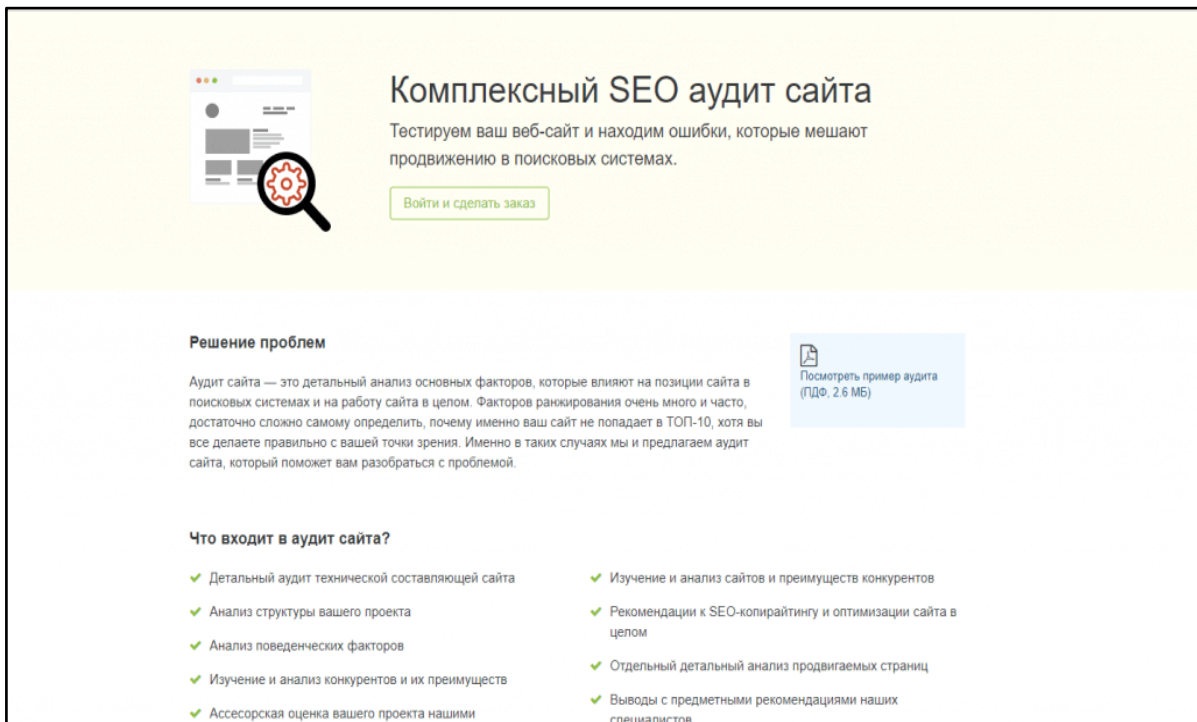 Комплексный SEO аудит сайта
Тестируем ваш веб-сайт и находим ошибки, которые мешают
продвижению в поисковых системах.
Войти и сделать заказ
Решение проблем
Аудит сайта — это детальный анализ основных факторов, которые влияют на позиции сайта в
поисковых системах и на работу сайта в целом. Факторов ранжирования очень много и часто,
достаточно сложно самому определить, почему именно ваш сайт не попадает в ТОП-10, хотя вы
все делаете правильно с вашей точки зрения. Именно в таких случаях мы и предлагаем аудит
сайта, который поможет вам разобраться с проблемой.
Посмотреть пример аудита
(ПДФ, 2.6 МБ)
Что входит в аудит сайта?
Детальный аудит технической составляющей сайта
Анализ структуры вашего проекта
Анализ поведенческих факторов
Изучение и анализ конкурентов и их преимуществ
Ассесорская оценка вашего проекта нашими
Изучение и анализ сайтов и преимуществ конкурентов
Рекомендации к SEO-копирайтингу и оптимизации сайта в
целом
Отдельный детальный анализ продвигаемых страниц
Выводы с предметными рекомендациями наших
специалистов